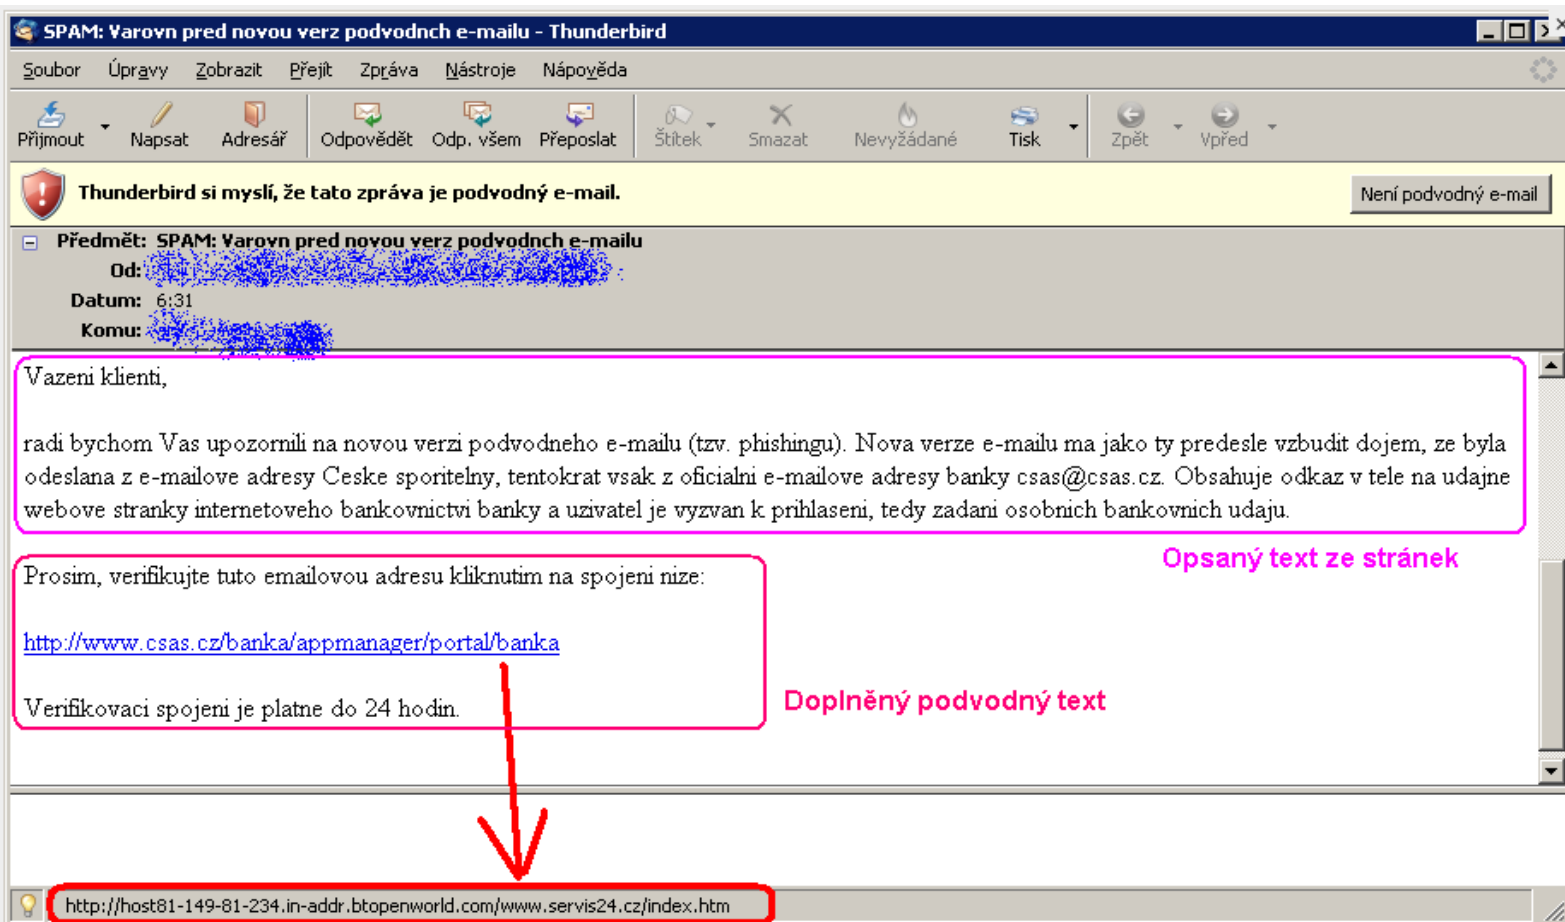 SPAM: Varovn pred novou verz podvodnch e-mailu - Thunderbird
Soubor Úpravy Zobrazit Přejít Zpráva Nástroje Nápověda
Přijmout Napsat Adresář Odpovědět Odp. všem Přeposlat Štítek Smazat Nevyžádané Tisk Zpět Vpřed
Thunderbird si myslí, že tato zpráva je podvodný e-mail. Není podvodný e-mail
Předmět: SPAM: Varovn pred novou verz podvodnch e-mailu
Od:
Datum: 6:31
Komu:
Vazeni klienti,
radi bychom Vas upozornili na novou verzi podvodneho e-mailu (tzv. phishingu). Nova verze e-mailu ma jako ty predesle vzbudit dojem, ze byla
odeslana z e-mailove adresy Ceske sporitelny, tentokrat vsak z oficialni e-mailove adresy banky csas@csas.cz. Obsahuje odkaz v tele na udajne
webove stranky internetoveho bankovnictvi banky a uzivatel je vyzvan k prihlaseni, tedy zadani osobnich bankovnich udaju.
Opsaný text ze stránek
Prosim, verifikujte tuto emailovou adresu kliknutim na spojeni nize:
http://www.csas.cz/banka/appmanager/portal/banka
Doplněný podvodný text
Verifikovaci spojeni je platne do 24 hodin.
http://host81-149-81-234.in-addr.btopenworld.com/www.servis24.cz/index.htm